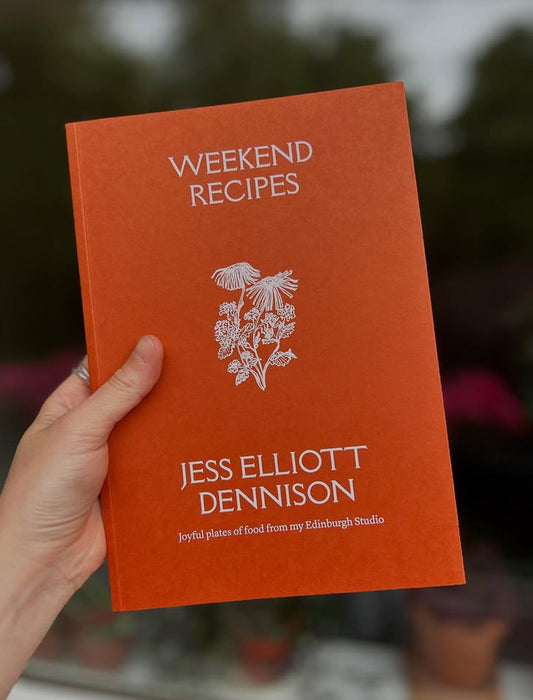 WEEKEND
RECIPES
JESS ELLIOTT
DENNISON
Joyful plates of food from my Edinburgh Studio